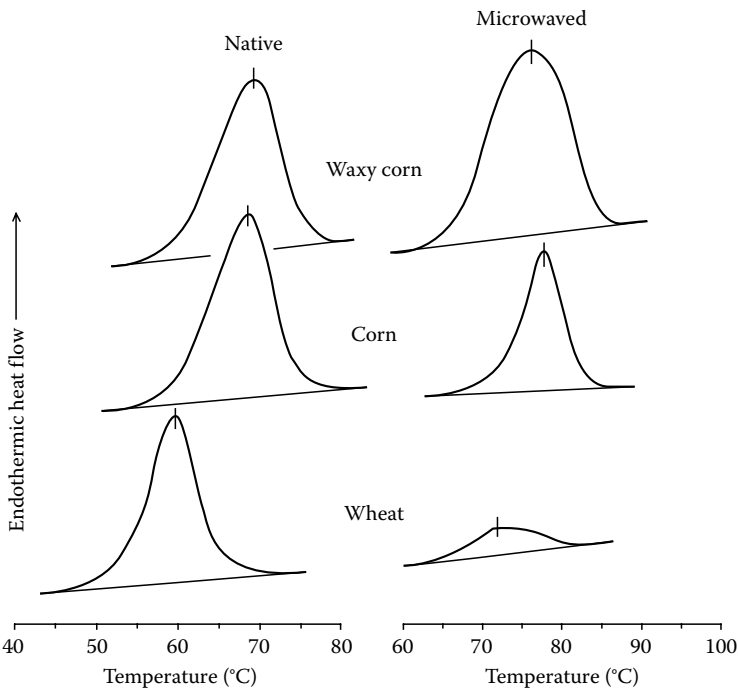 Native
Microwaved
Waxy corn
Corn
Wheat
Endothermic heat flow
40 50 60 70 80
60 70 80 90 100
Temperature (°C)
Temperature (°C)